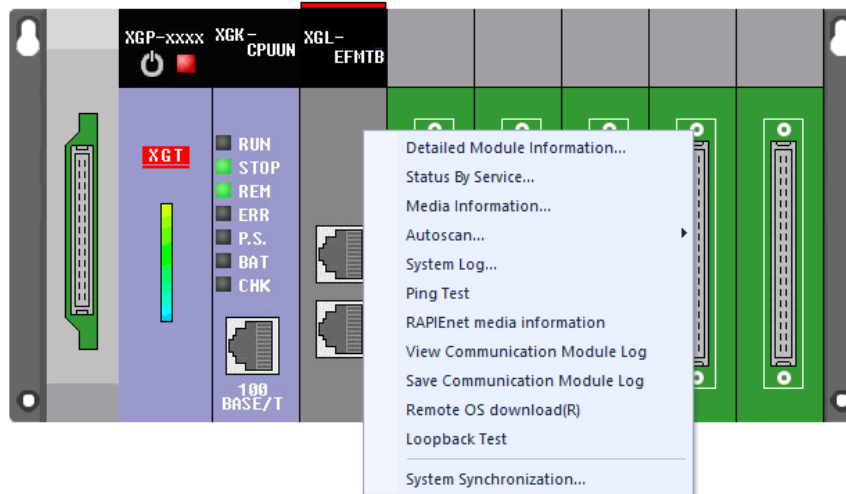 XGP-xxxx
XGK-
CPUUN
XGL-
EFMTB
XGT
RUN
STOP
REM
ERR
P.S.
BAT
CHK
100
BASE/T
Detailed Module Information...
Status By Service...
Media Information...
Autoscan...
System Log...
Ping Test
RAPIEnet media information
View Communication Module Log
Save Communication Module Log
Remote OS download(R)
Loopback Test
System Synchronization...